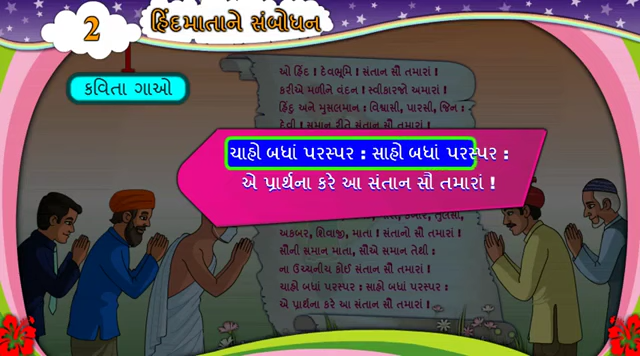 2
હિંદમાતાને સંબોધન
કવિતા ગાઓ
ઓ હિંદ ! દેવભૂમિ ! સંતાન સૌ તમારાં !
કરીએ મળીને વંદન ! સ્વીકારજો અમારાં !
હિંદુ અને મુસલમાન : વિશ્વાસી, પારસી, જિન :
દેવી ! સમાન રીતે સંતાન સૌ તમારાં !
ચાહો બધાં પરસ્પર : સાહો બધાં પરસ્પર :
એ પ્રાર્થના કરે આ સંતાન સૌ તમારાં !
અકબર, શિવાજી, માતા ! સંતાનો સૌ તમારાં !
સૌની સમાન માતા, સૌએ સમાન તેથી :
ના ઉચ્ચનીચ કોઈ સંતાન સૌ તમારાં !
ચાહો બધાં પરસ્પર : સાહો બધાં પરસ્પર :
એ પ્રાર્થના કરે આ સંતાન સૌ તમારાં !